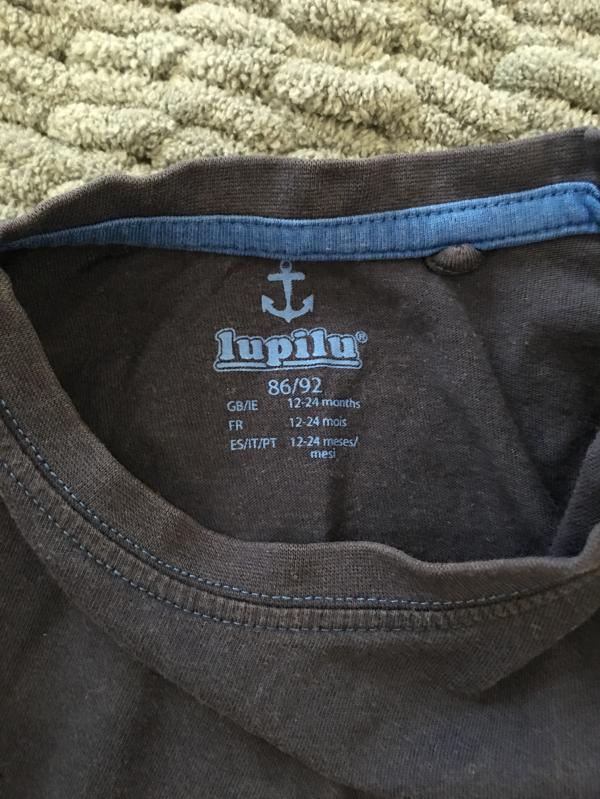 lupilu®
86/92
GB/IE 12-24 months
FR 12-24 mois
ES/IT/PT 12-24 meses/
mesi